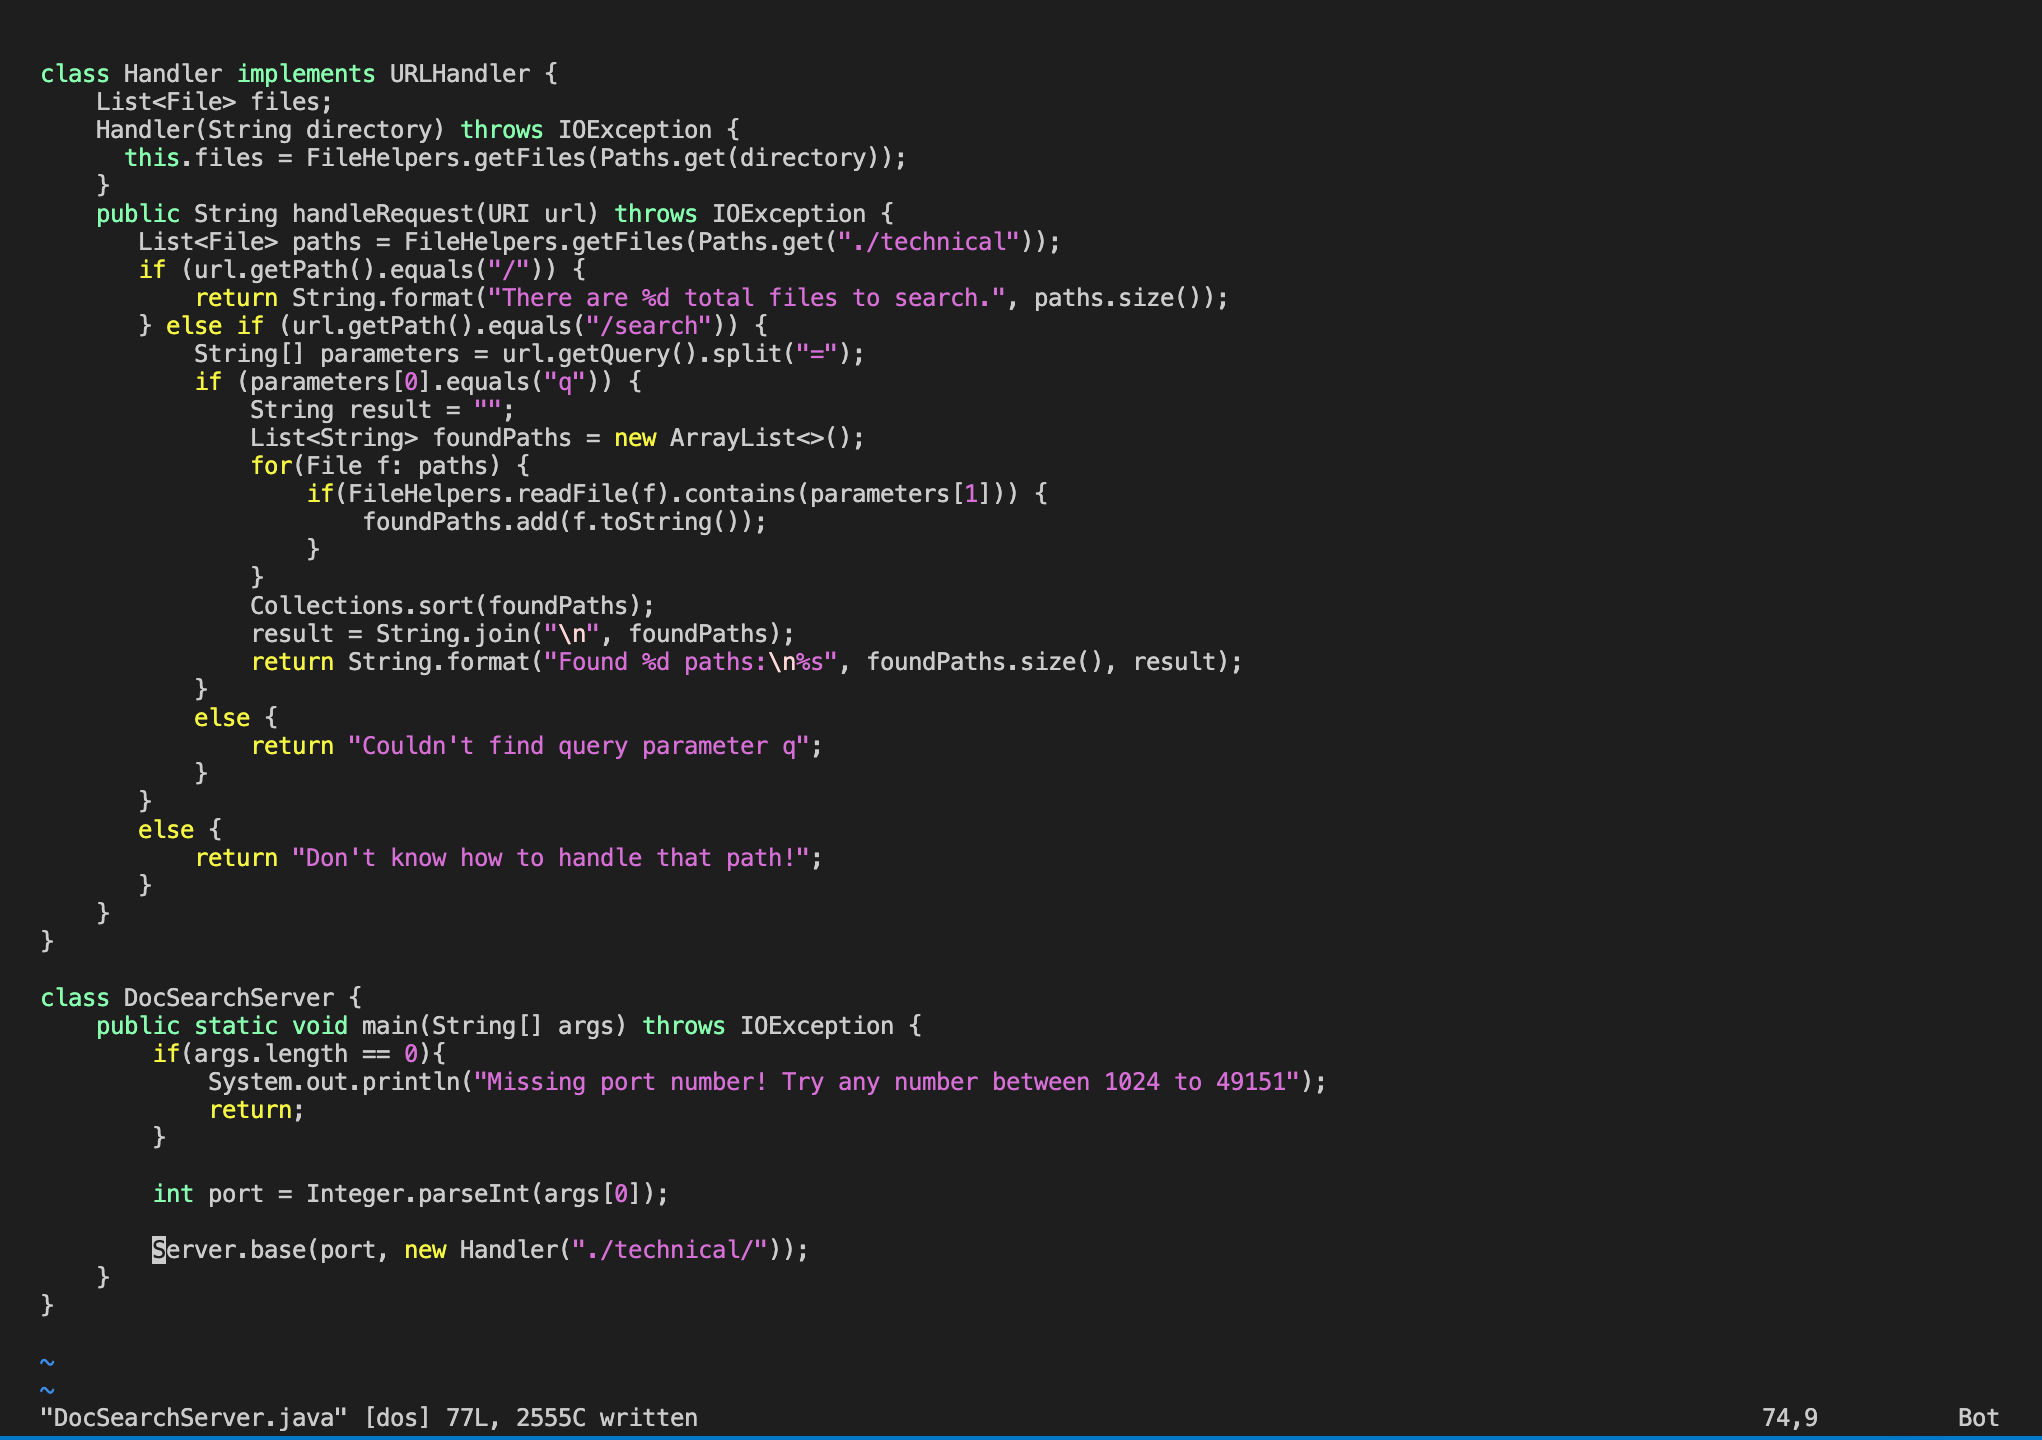 class Handler implements URLHandler {
    List<File> files;
    Handler(String directory) throws IOException {
      this.files = FileHelpers.getFiles(Paths.get(directory));
    }
    public String handleRequest(URI url) throws IOException {
       List<File> paths = FileHelpers.getFiles(Paths.get("./technical"));
       if (url.getPath().equals("/")) {
           return String.format("There are %d total files to search.", paths.size());
       } else if (url.getPath().equals("/search")) {
           String[] parameters = url.getQuery().split("=");
           if (parameters[0].equals("q")) {
               String result = "";
               List<String> foundPaths = new ArrayList<>();
               for(File f: paths) {
                   if(FileHelpers.readFile(f).contains(parameters[1])) {
                       foundPaths.add(f.toString());
                   }
               }
               Collections.sort(foundPaths);
               result = String.join("\n", foundPaths);
               return String.format("Found %d paths:\n%s", foundPaths.size(), result);
           }
           else {
               return "Couldn't find query parameter q";
           }
       }
       else {
           return "Don't know how to handle that path!";
       }
    }
}

class DocSearchServer {
    public static void main(String[] args) throws IOException {
        if(args.length == 0){
            System.out.println("Missing port number! Try any number between 1024 to 49151");
            return;
        }

        int port = Integer.parseInt(args[0]);

        Server.base(port, new Handler("./technical/"));
    }
}

~
~
"DocSearchServer.java" [dos] 77L, 2555C written 74,9 Bot